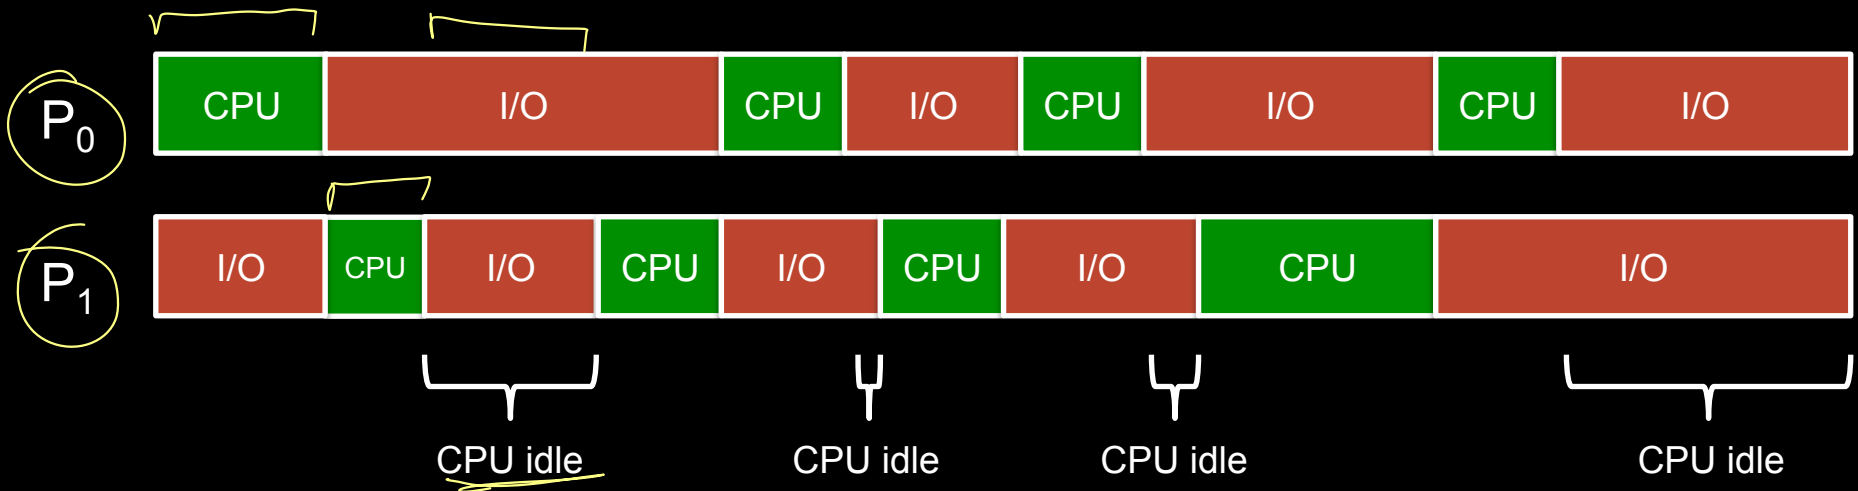 P0 CPU I/O CPU I/O CPU I/O CPU I/O
P1 I/O CPU I/O CPU I/O CPU I/O CPU I/O
CPU idle CPU idle CPU idle CPU idle